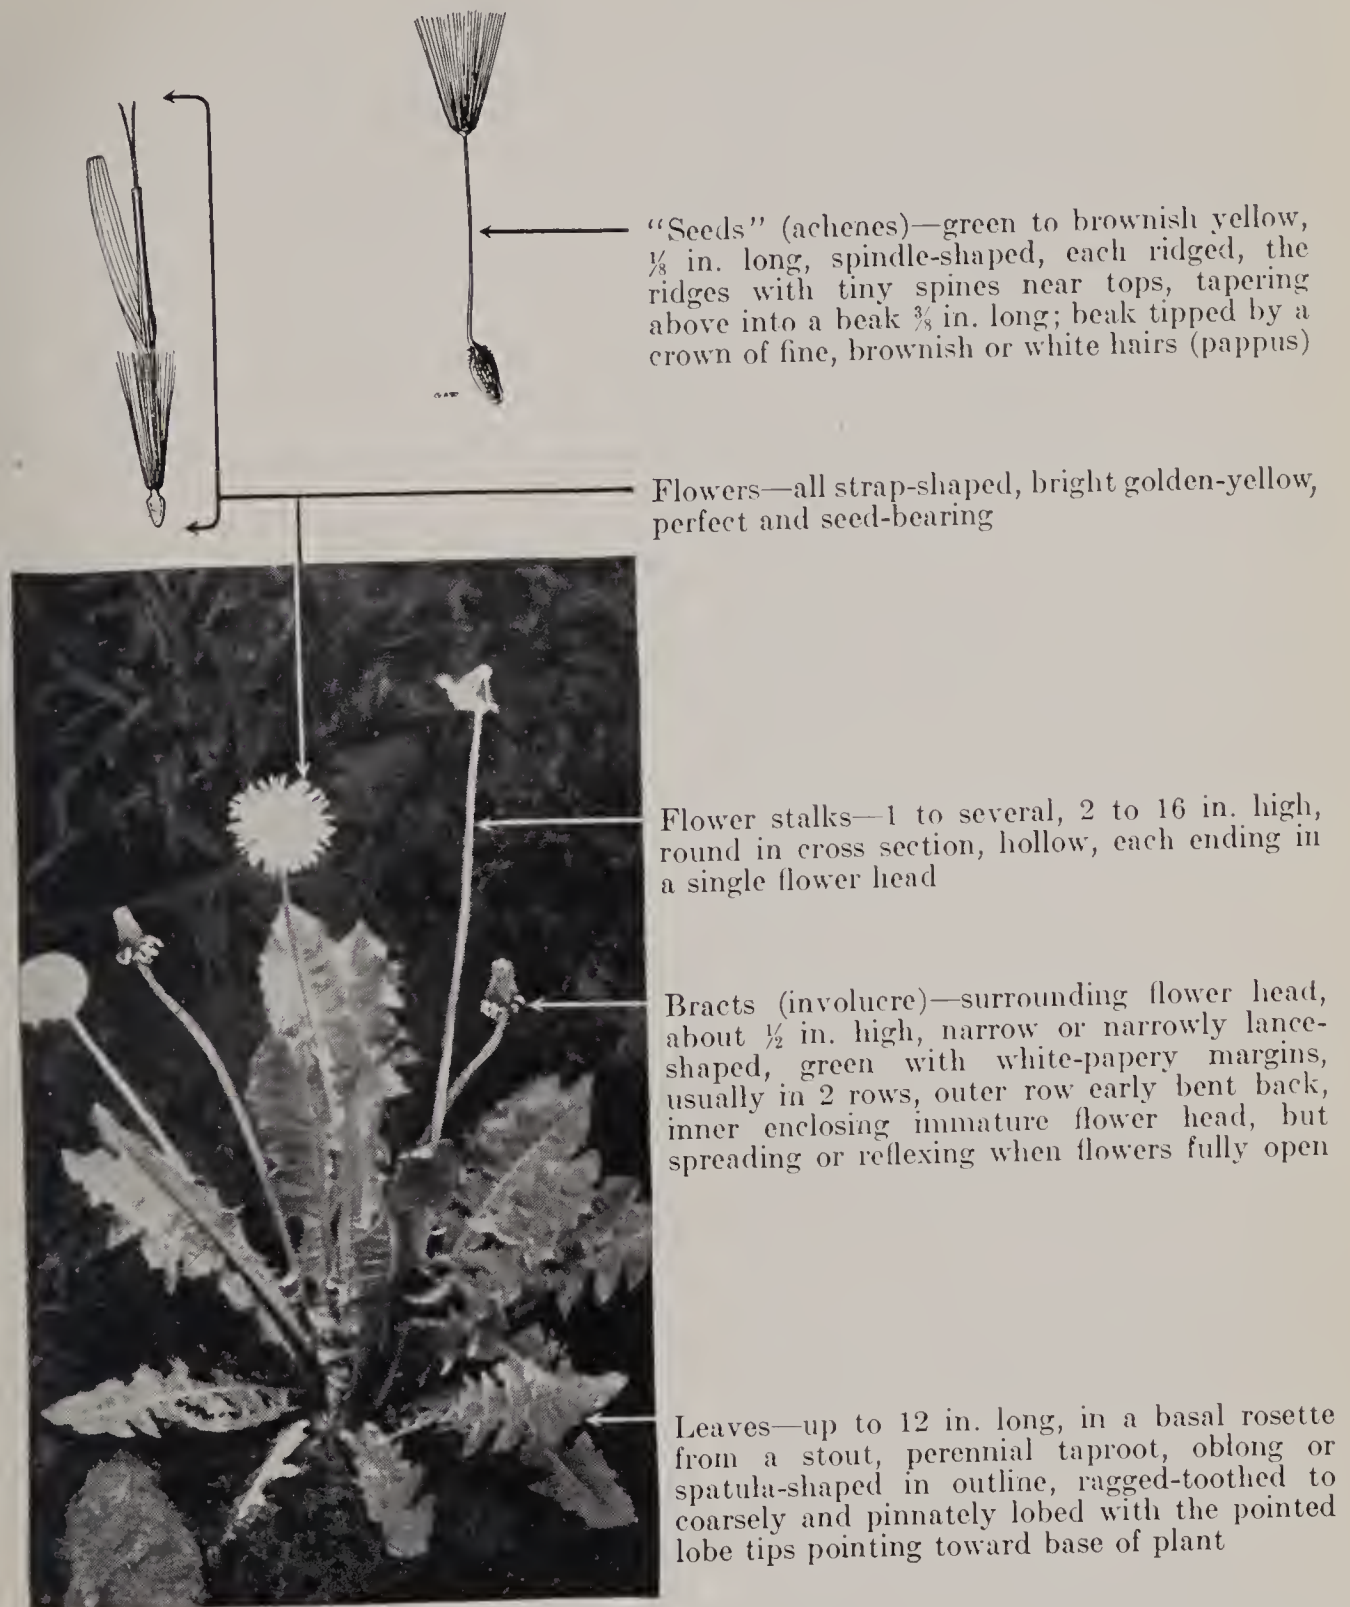 “Seeds” (achenes)—green to brownish yellow,
⅛ in. long, spindle-shaped, each ridged, the
ridges with tiny spines near tops, tapering
above into a beak ⅜ in. long; beak tipped by a
crown of fine, brownish or white hairs (pappus)
Flowers—all strap-shaped, bright golden-yellow,
perfect and seed-bearing
Flower stalks—1 to several, 2 to 16 in. high,
round in cross section, hollow, each ending in
a single flower head
Bracts (involucre)—surrounding flower head,
about ½ in. high, narrow or narrowly lance-
shaped, green with white-papery margins,
usually in 2 rows, outer row early bent back,
inner enclosing immature flower head, but
spreading or reflexing when flowers fully open
Leaves—up to 12 in. long, in a basal rosette
from a stout, perennial taproot, oblong or
spatula-shaped in outline, ragged-toothed to
coarsely and pinnately lobed with the pointed
lobe tips pointing toward base of plant